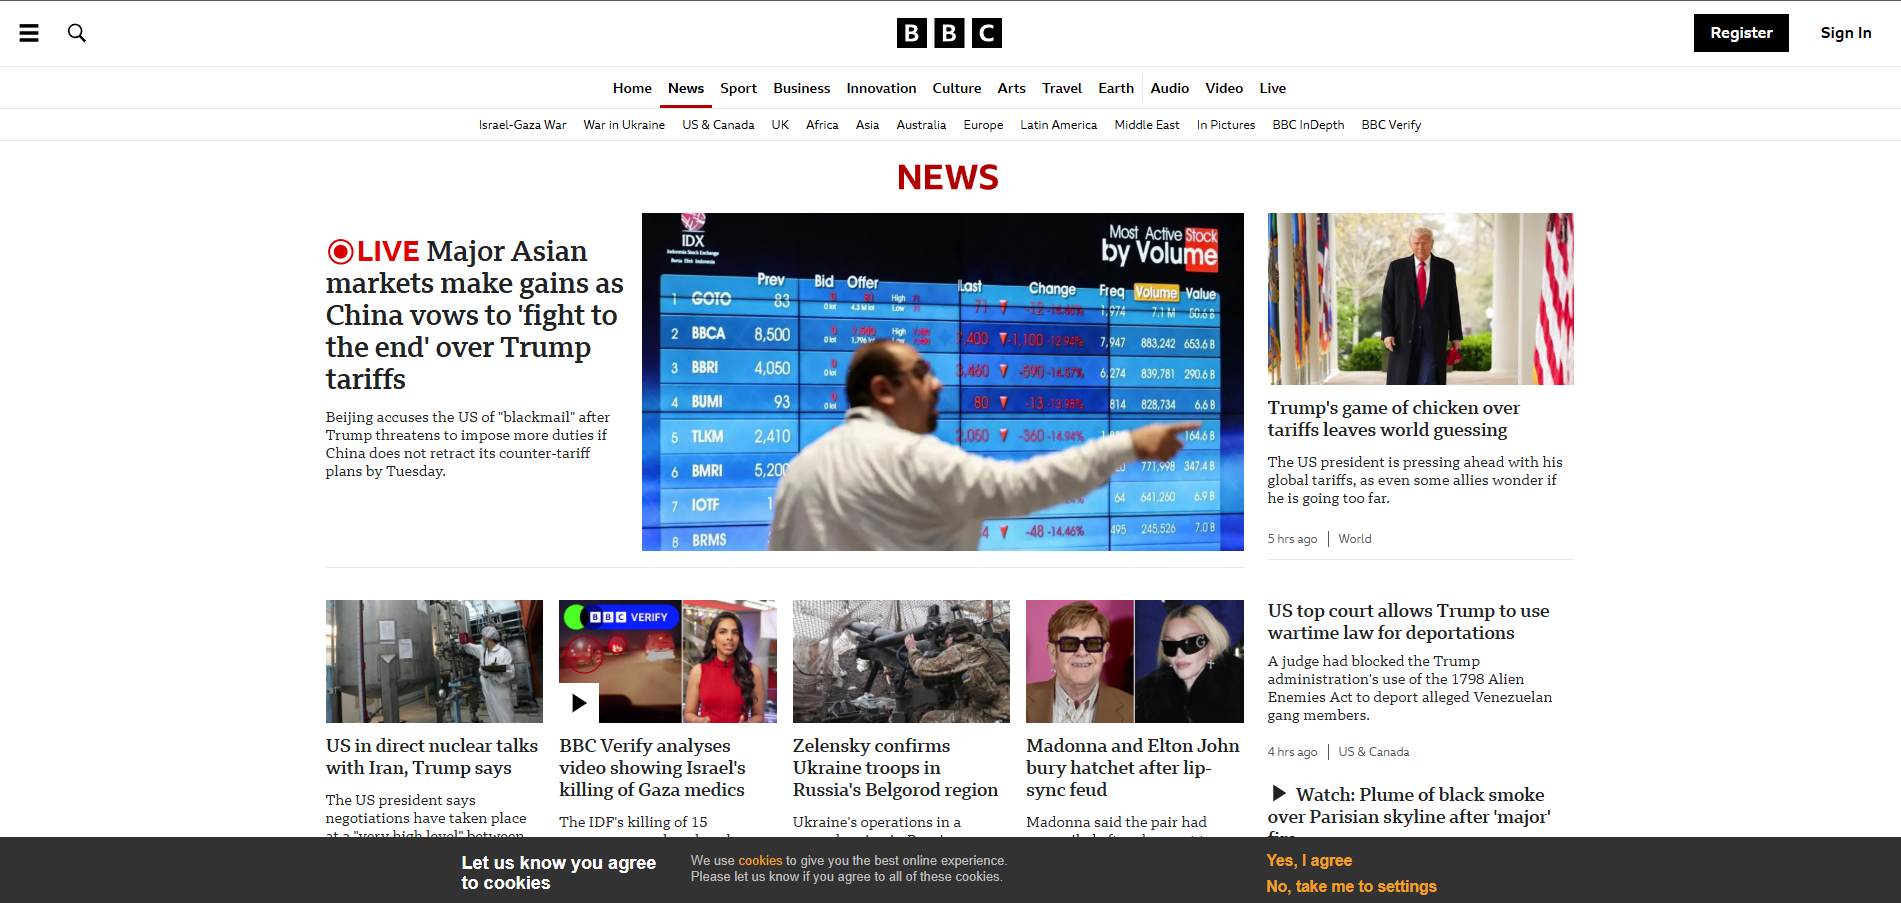 BBC
Register
Sign In
Home News Sport Business Innovation Culture Arts Travel Earth Audio Video Live
Israel-Gaza War War in Ukraine US & Canada UK Africa Asia Australia Europe Latin America Middle East In Pictures BBC InDepth BBC Verify
NEWS
LIVE Major Asian
markets make gains as
China vows to 'fight to
the end' over Trump
tariffs
Beijing accuses the US of "blackmail" after
Trump threatens to impose more duties if
China does not retract its counter-tariff
plans by Tuesday.
IDX
Indonesia Stock Exchange
Bursa Efek Indonesia
Most Active Stock
by Volume
Prev Bid Offer Last Change Freq Volume Value
1 GOTO 83 71 -12 -14.46% 1,974 7.1 M 50.6 B
2 BBCA 8,500 7,400 -1,100 -12.94% 7,947 883,242 653.6 B
3 BBRI 4,050 3,460 -590 -14.57% 6,274 839,781 290.6 B
4 BUMI 93 80 -13 -13.98% 814 828,734 6.6 B
5 TLKM 2,410 2,050 -360 -14.94% 164.6 B
6 BMRI 5,200 771,998 347.4 B
7 IOTF 64 641,260 6.9 B
8 BRMS -48 -14.46% 495 245,526 7.0 B
Trump's game of chicken over
tariffs leaves world guessing
The US president is pressing ahead with his
global tariffs, as even some allies wonder if
he is going too far.
5 hrs ago | World
US in direct nuclear talks
with Iran, Trump says
The US president says
negotiations have taken place
at a "very high level" between
BBC VERIFY
BBC Verify analyses
video showing Israel's
killing of Gaza medics
The IDF's killing of 15
Zelensky confirms
Ukraine troops in
Russia's Belgorod region
Ukraine's operations in a
Madonna and Elton John
bury hatchet after lip-
sync feud
Madonna said the pair had
US top court allows Trump to use
wartime law for deportations
A judge had blocked the Trump
administration's use of the 1798 Alien
Enemies Act to deport alleged Venezuelan
gang members.
4 hrs ago | US & Canada
Watch: Plume of black smoke
over Parisian skyline after 'major'
Let us know you agree
to cookies
We use cookies to give you the best online experience.
Please let us know if you agree to all of these cookies.
Yes, I agree
No, take me to settings